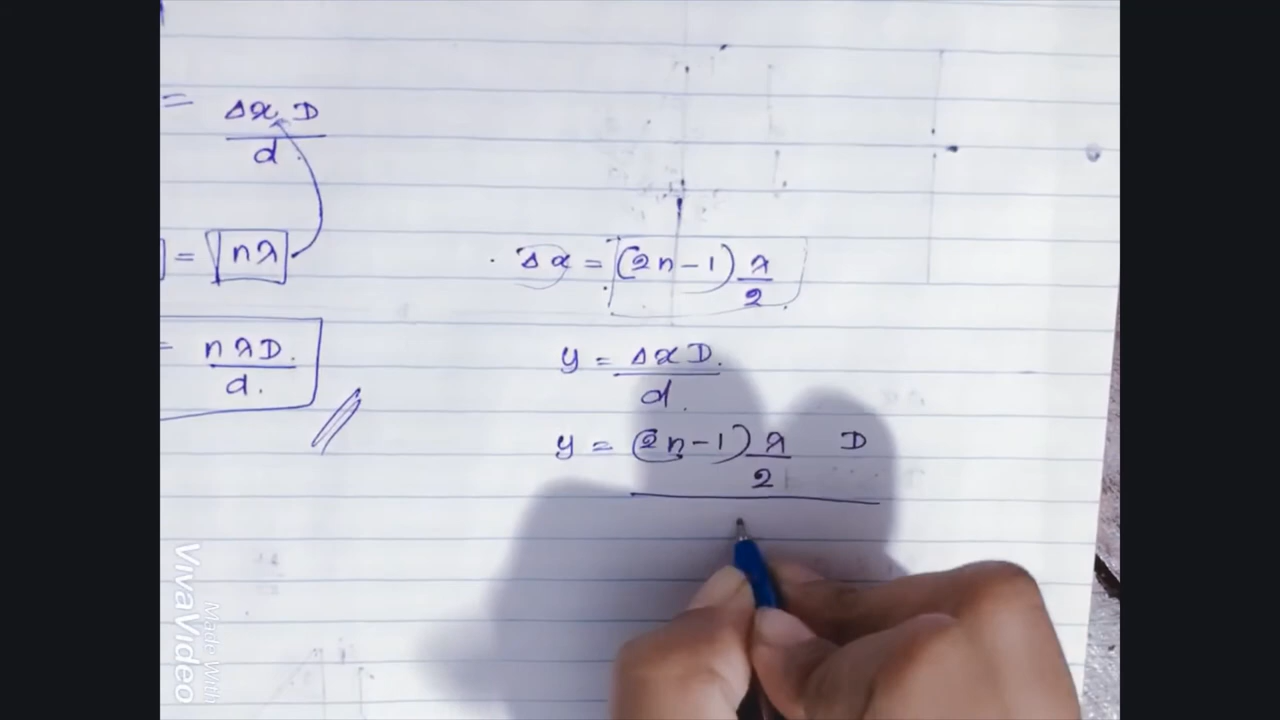 = Δx D
d
= nλ
= nλD.
d.
Δx = (2n-1) λ
2
y = Δx D.
d.
y = (2n-1) λ D
2
Made With
VivaVideo